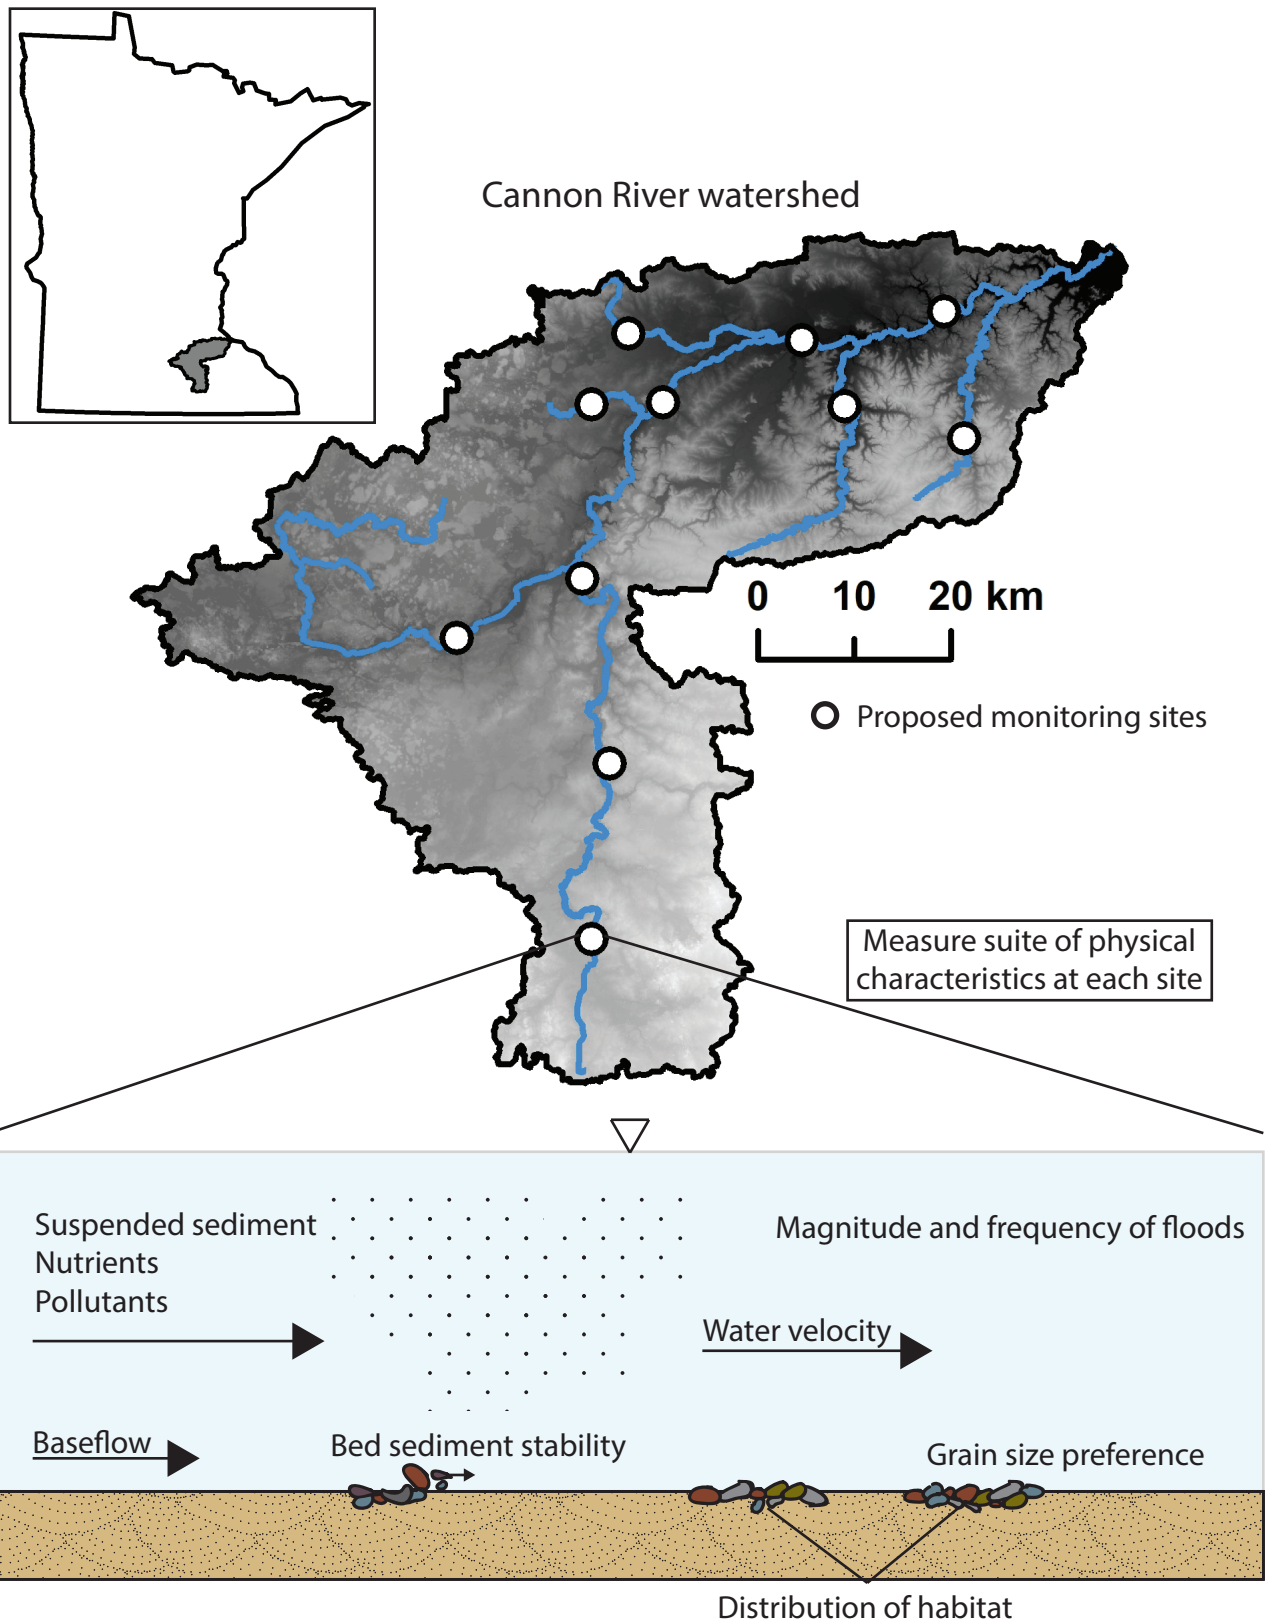 Cannon River watershed
0 10 20 km
Proposed monitoring sites
Measure suite of physical
characteristics at each site
Suspended sediment
Nutrients
Pollutants
Magnitude and frequency of floods
Water velocity
Baseflow
Bed sediment stability
Grain size preference
Distribution of habitat